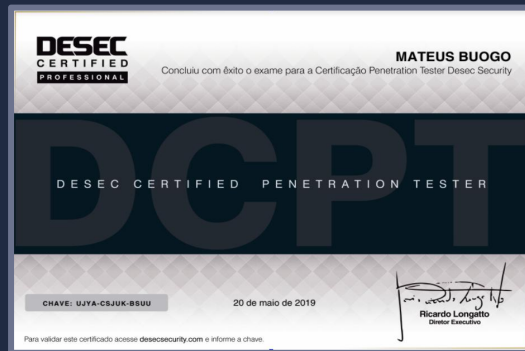 DESEC
CERTIFIED
PROFESSIONAL
MATEUS BUOGO
Concluiu com êxito o exame para a Certificação Penetration Tester Desec Security
DCPT
DESEC CERTIFIED PENETRATION TESTER
CHAVE: UJYA-CSJUK-BSUU
20 de maio de 2019
Ricardo Longatto
Diretor Executivo
Para validar este certificado acesse desecsecurity.com e informe a chave.